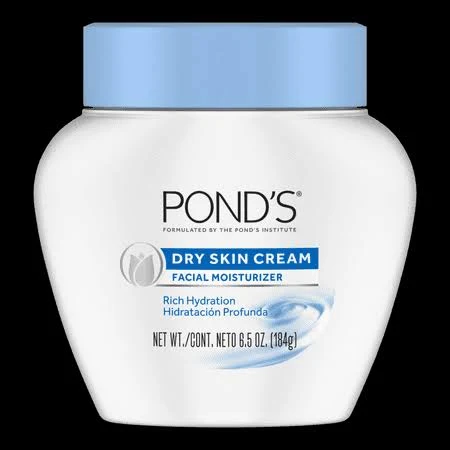 POND'S®
FORMULATED BY THE POND'S INSTITUTE
DRY SKIN CREAM
FACIAL MOISTURIZER
Rich Hydration
Hidratación Profunda
NET WT./CONT. NETO 6.5 OZ. (184g)